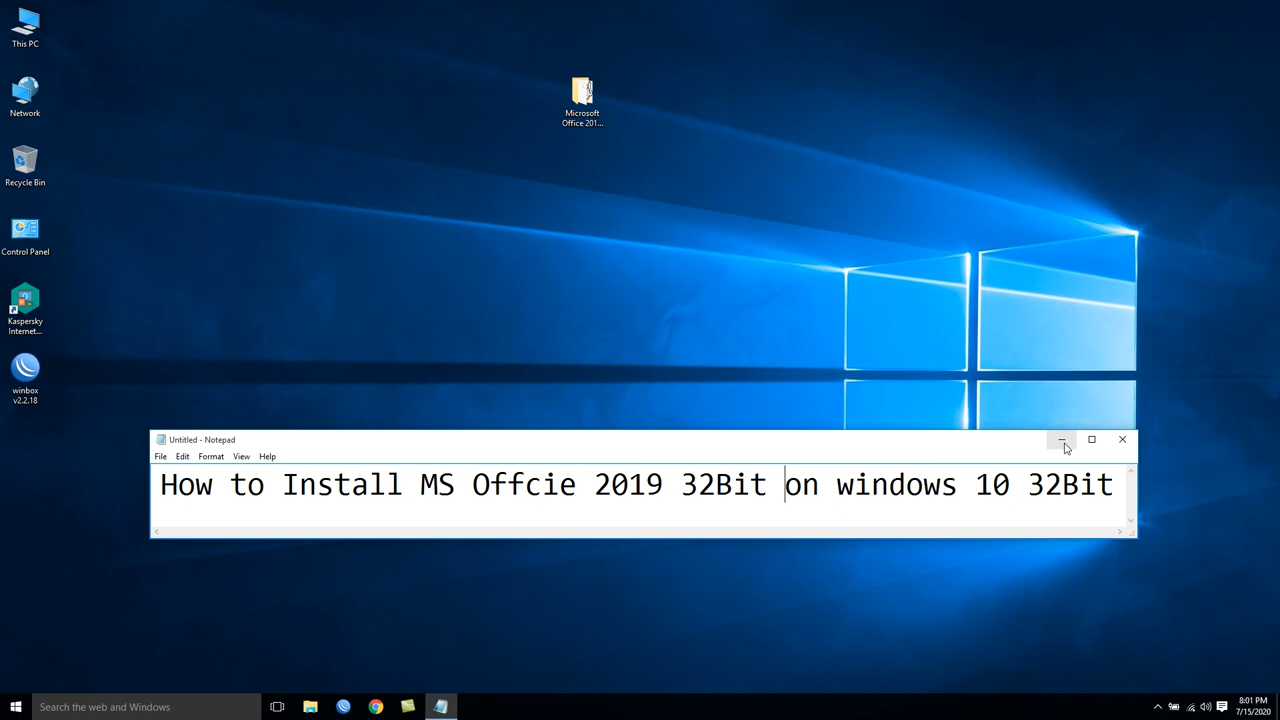 This PC
Network
Recycle Bin
Control Panel
Kaspersky
Internet...
winbox
v2.2.18
Microsoft
Office 201...
Untitled - Notepad
File Edit Format View Help
How to Install MS Offcie 2019 32Bit on windows 10 32Bit
Search the web and Windows
8:01 PM
7/15/2020